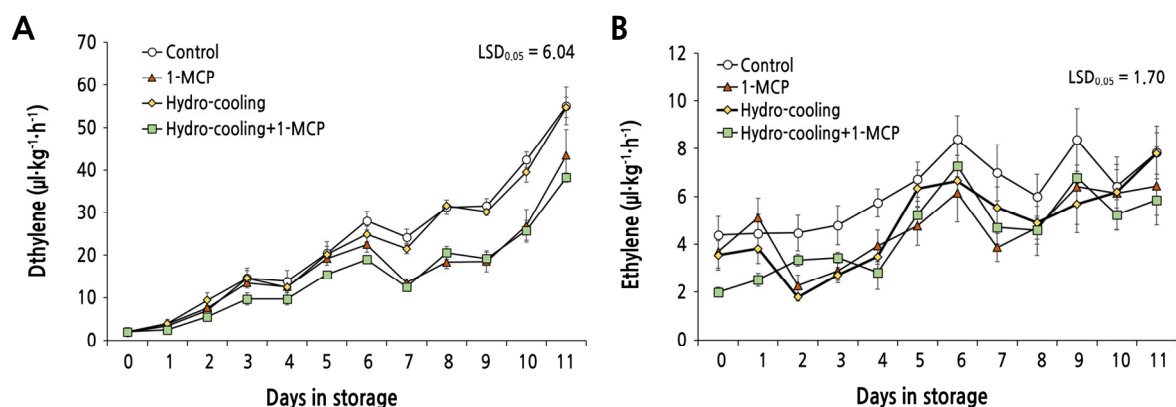 A
Dthylene (µl·kg⁻¹·h⁻¹)
70
60
50
40
30
20
10
0
Control
1-MCP
Hydro-cooling
Hydro-cooling+1-MCP
LSD0.05 = 6.04
0 1 2 3 4 5 6 7 8 9 10 11
Days in storage
B
Ethylene (µl·kg⁻¹·h⁻¹)
12
10
8
6
4
2
0
Control
1-MCP
Hydro-cooling
Hydro-cooling+1-MCP
LSD0.05 = 1.70
0 1 2 3 4 5 6 7 8 9 10 11
Days in storage